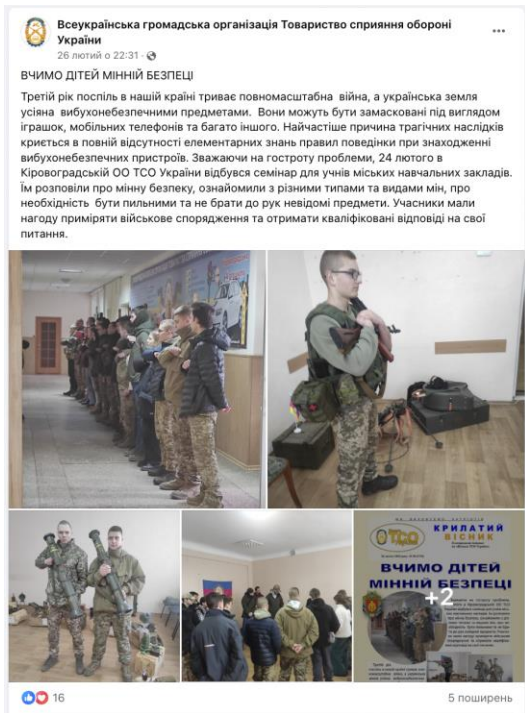 Всеукраїнська громадська організація Товариство сприяння обороні
України
26 лютий о 22:31 ·
ВЧИМО ДІТЕЙ МІННІЙ БЕЗПЕЦІ
Третій рік поспіль в нашій країні триває повномасштабна війна, а українська земля
усіяна вибухонебезпечними предметами. Вони можуть бути замасковані під виглядом
іграшок, мобільних телефонів та багато іншого. Найчастіше причина трагічних наслідків
криється в повній відсутності елементарних знань правил поведінки при знаходженні
вибухонебезпечних пристроїв. Зважаючи на гостроту проблеми, 24 лютого в
Кіровоградській ОО ТСО України відбувся семінар для учнів міських навчальних закладів.
Їм розповіли про мінну безпеку, ознайомили з різними типами та видами мін, про
необхідність бути пильними та не брати до рук невідомі предмети. Учасники мали
нагоду приміряти військове спорядження та отримати кваліфіковані відповіді на свої
питання.
ТСО
КРИЛАТИЙ
ВІСНИК
ВЧИМО ДІТЕЙ
МІННІЙ БЕЗПЕЦІ
+2
16
5 поширень